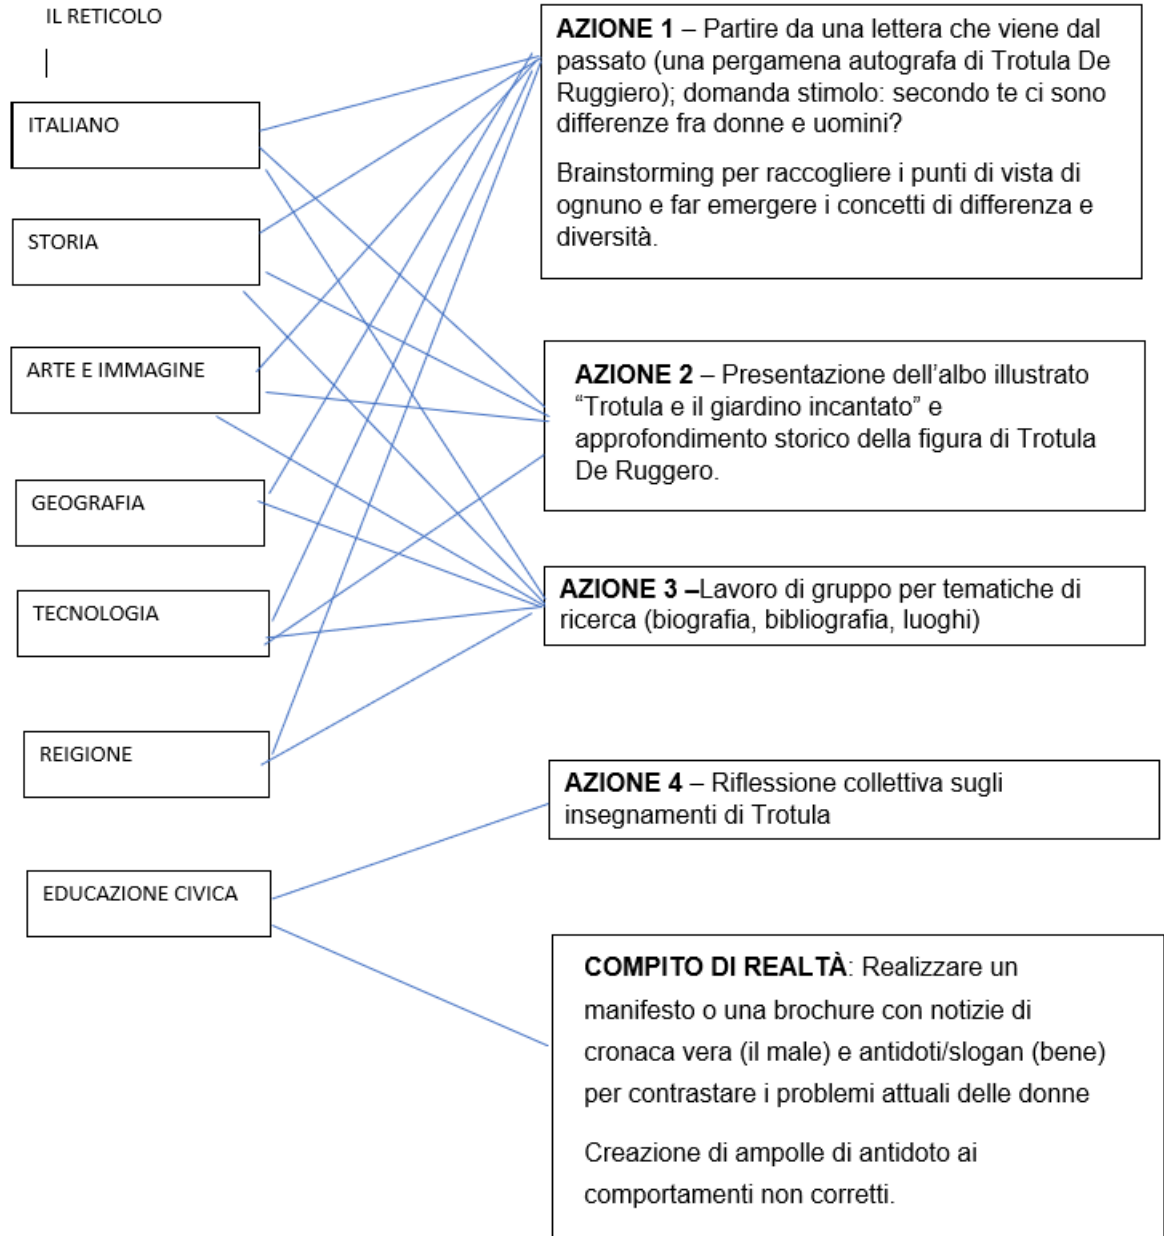 IL RETICOLO
ITALIANO
STORIA
ARTE E IMMAGINE
GEOGRAFIA
TECNOLOGIA
REIGIONE
EDUCAZIONE CIVICA
AZIONE 1 – Partire da una lettera che viene dal
passato (una pergamena autografa di Trotula De
Ruggiero); domanda stimolo: secondo te ci sono
differenze fra donne e uomini?
Brainstorming per raccogliere i punti di vista di
ognuno e far emergere i concetti di differenza e
diversità.
AZIONE 2 – Presentazione dell’albo illustrato
“Trotula e il giardino incantato” e
approfondimento storico della figura di Trotula
De Ruggero.
AZIONE 3 –Lavoro di gruppo per tematiche di
ricerca (biografia, bibliografia, luoghi)
AZIONE 4 – Riflessione collettiva sugli
insegnamenti di Trotula
COMPITO DI REALTÀ: Realizzare un
manifesto o una brochure con notizie di
cronaca vera (il male) e antidoti/slogan (bene)
per contrastare i problemi attuali delle donne
Creazione di ampolle di antidoto ai
comportamenti non corretti.